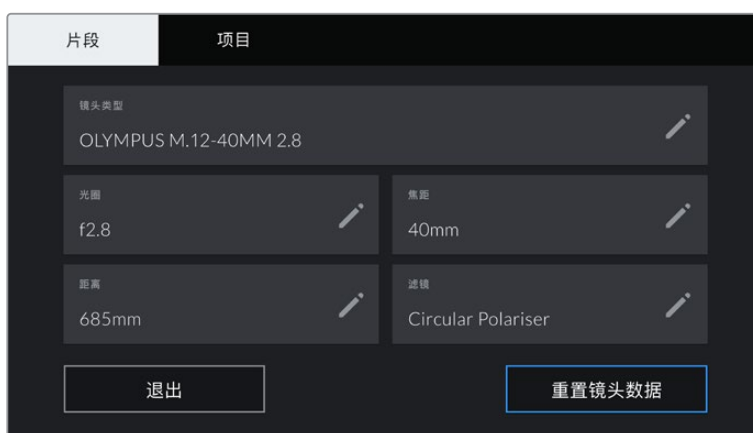 片段 项目
镜头类型
OLYMPUS M.12-40MM 2.8
光圈 焦距
f2.8 40mm
距离 滤镜
685mm Circular Polariser
退出 重置镜头数据